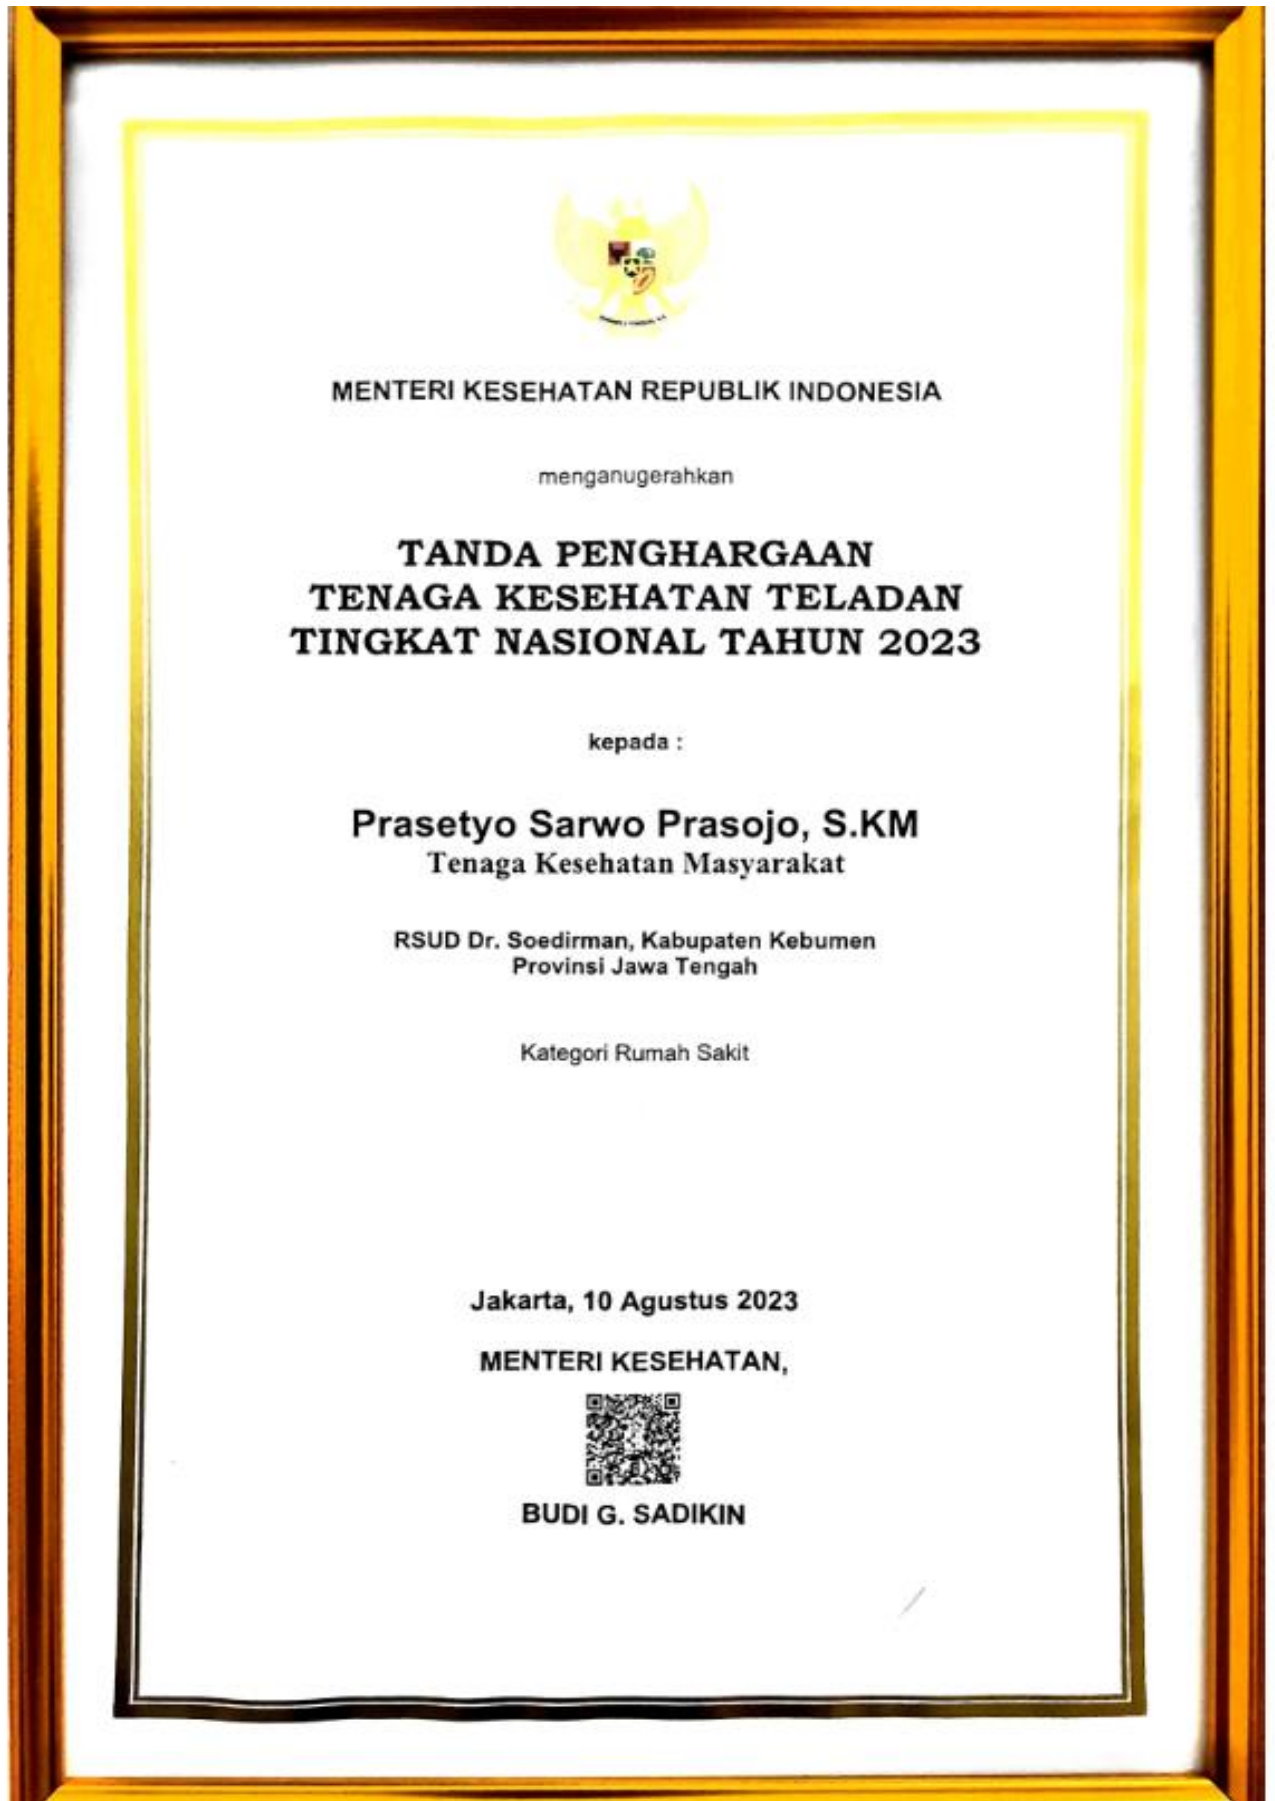 MENTERI KESEHATAN REPUBLIK INDONESIA
menganugerahkan
TANDA PENGHARGAAN
TENAGA KESEHATAN TELADAN
TINGKAT NASIONAL TAHUN 2023
kepada :
Prasetyo Sarwo Prasojo, S.KM
Tenaga Kesehatan Masyarakat
RSUD Dr. Soedirman, Kabupaten Kebumen
Provinsi Jawa Tengah
Kategori Rumah Sakit
Jakarta, 10 Agustus 2023
MENTERI KESEHATAN,
BUDI G. SADIKIN